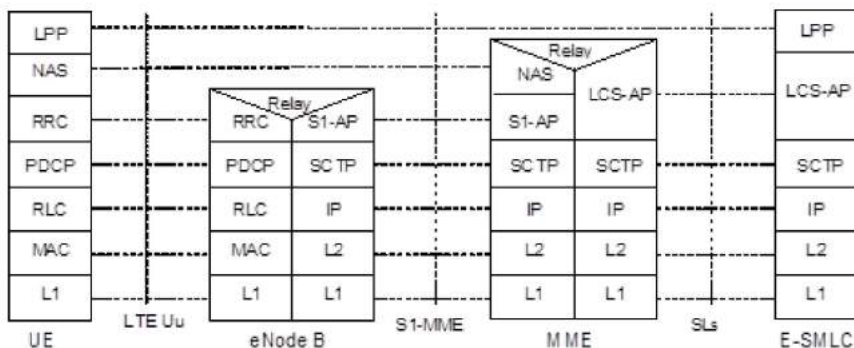 LPP
NAS
RRC
PDCP
RLC
MAC
L1
UE
LTE Uu
Relay
RRC
S1-AP
PDCP
SCTP
RLC
IP
MAC
L2
L1
L1
eNode B
S1-MME
Relay
NAS
LCS-AP
S1-AP
SCTP
SCTP
IP
IP
L2
L2
L1
L1
MME
SLs
LPP
LCS-AP
SCTP
IP
L2
L1
E-SMLC